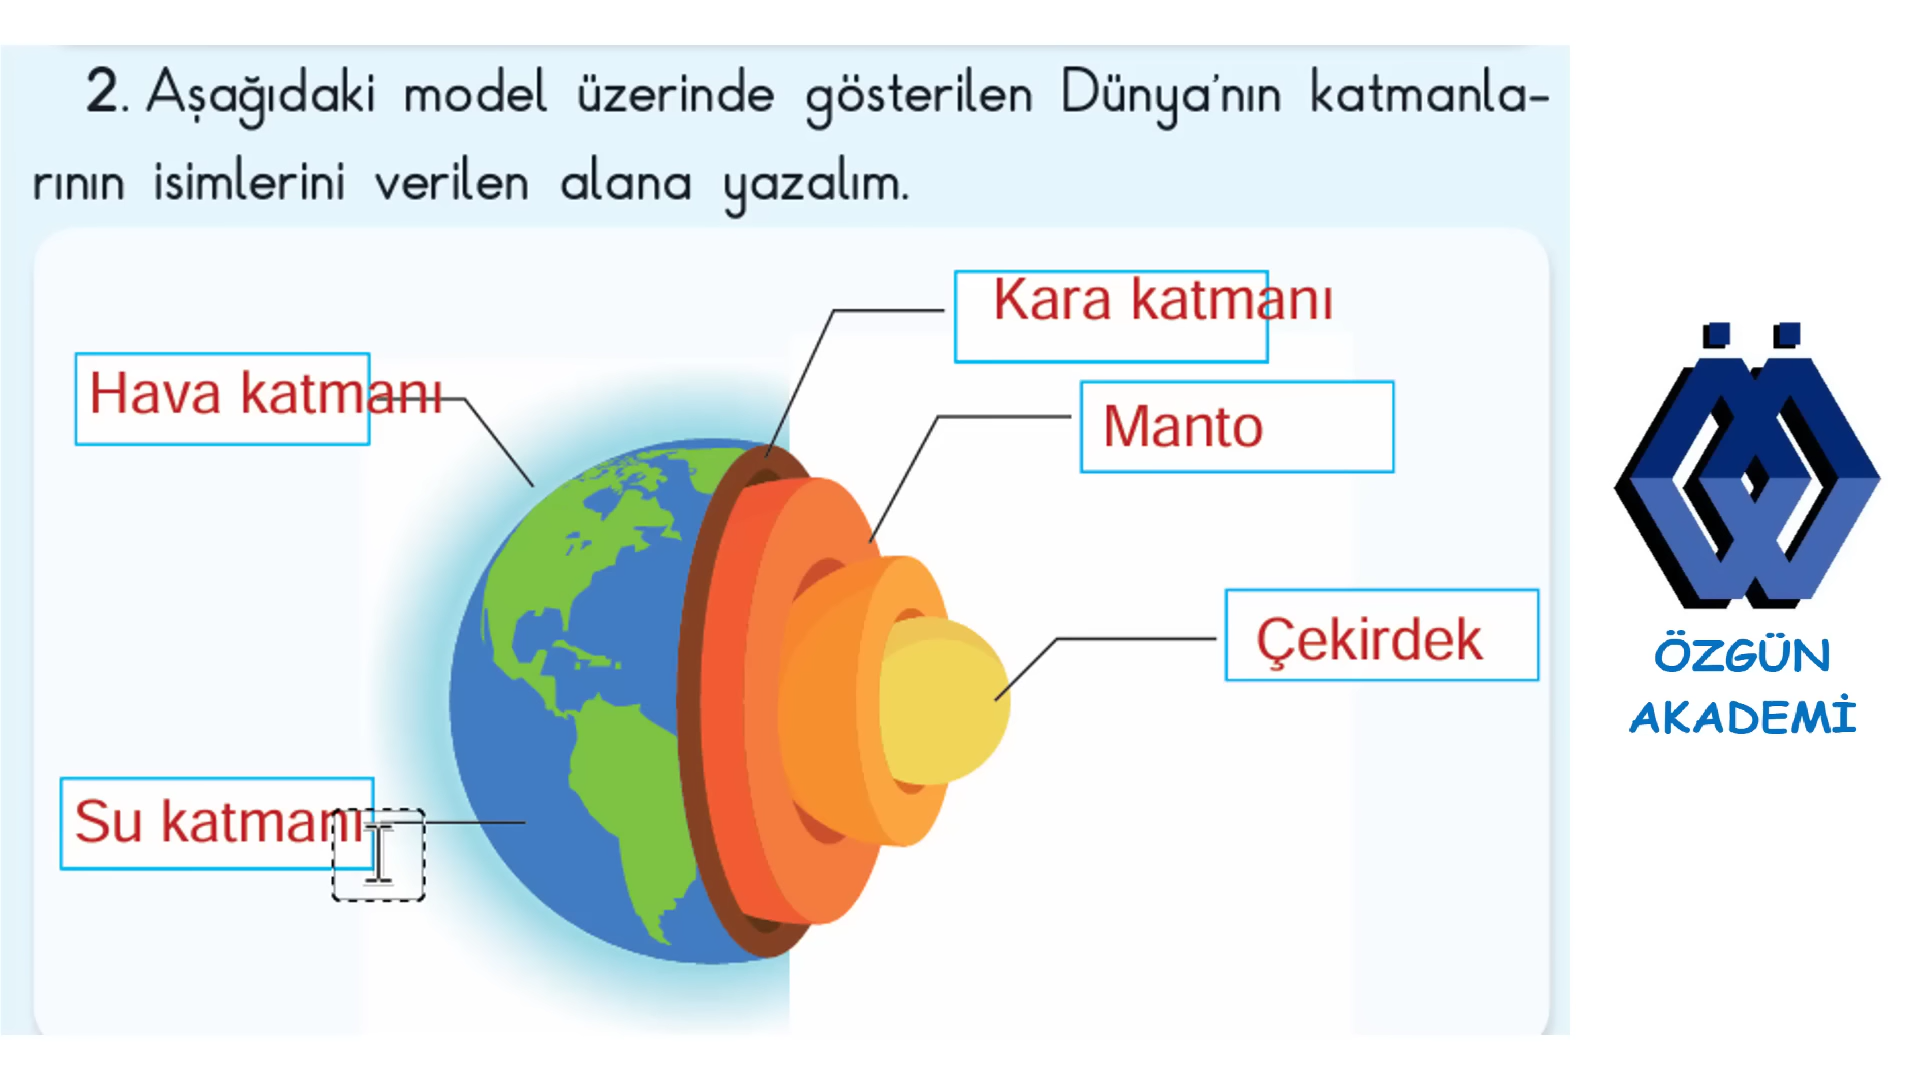 2. Aşağıdaki model üzerinde gösterilen Dünya'nın katmanla-
rının isimlerini verilen alana yazalım.
Kara katmanı
Hava katmanı
Manto
Çekirdek
Su katmanı
ÖZGÜN
AKADEMİ